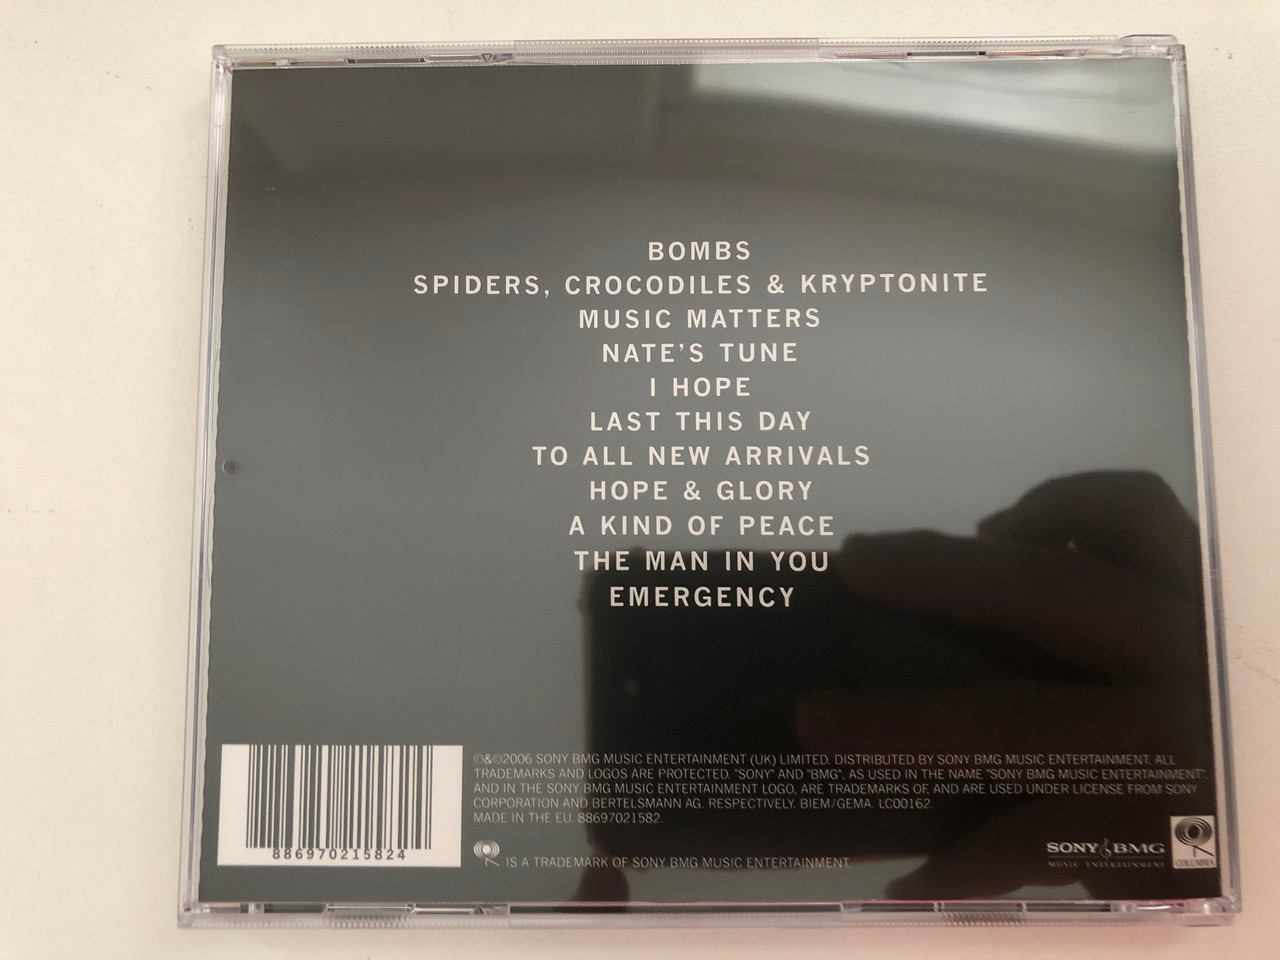 BOMBS
SPIDERS, CROCODILES & KRYPTONITE
MUSIC MATTERS
NATE'S TUNE
I HOPE
LAST THIS DAY
TO ALL NEW ARRIVALS
HOPE & GLORY
A KIND OF PEACE
THE MAN IN YOU
EMERGENCY
℗&©2006 SONY BMG MUSIC ENTERTAINMENT (UK) LIMITED. DISTRIBUTED BY SONY BMG MUSIC ENTERTAINMENT. ALL
TRADEMARKS AND LOGOS ARE PROTECTED. "SONY" AND "BMG", AS USED IN THE NAME "SONY BMG MUSIC ENTERTAINMENT",
AND IN THE SONY BMG MUSIC ENTERTAINMENT LOGO, ARE TRADEMARKS OF, AND ARE USED UNDER LICENSE FROM SONY
CORPORATION AND BERTELSMANN AG. RESPECTIVELY. BIEM/GEMA. LC00162.
MADE IN THE EU. 88697021582.
886970215824
IS A TRADEMARK OF SONY BMG MUSIC ENTERTAINMENT.
SONY BMG
MUSIC ENTERTAINMENT
COLUMBIA